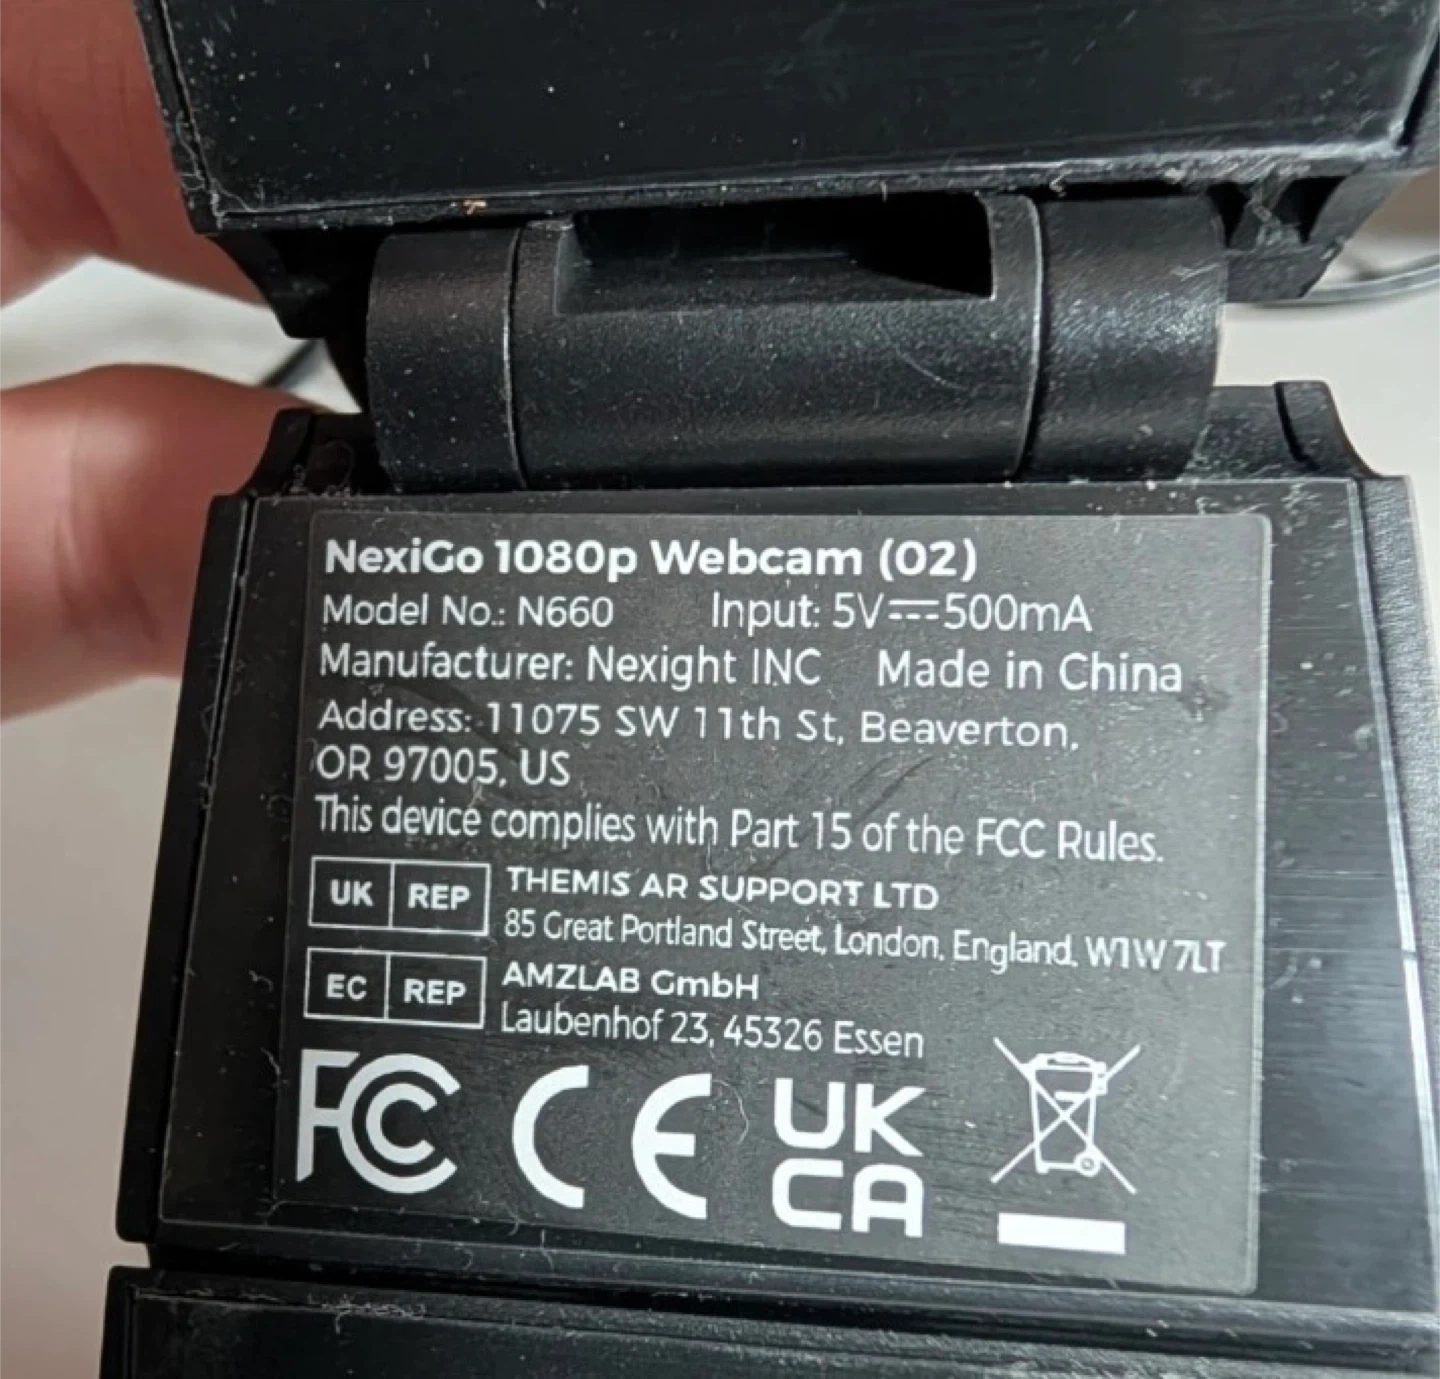 NexiGo 1080p Webcam (02)
Model No.: N660 Input: 5V⎓500mA
Manufacturer: Nexight INC Made in China
Address: 11075 SW 11th St, Beaverton,
OR 97005, US
This device complies with Part 15 of the FCC Rules.
UK REP THEMIS AR SUPPORT LTD
85 Great Portland Street, London, England, W1W 7LT
EC REP AMZLAB GmbH
Laubenhof 23, 45326 Essen
FC CE UK CA